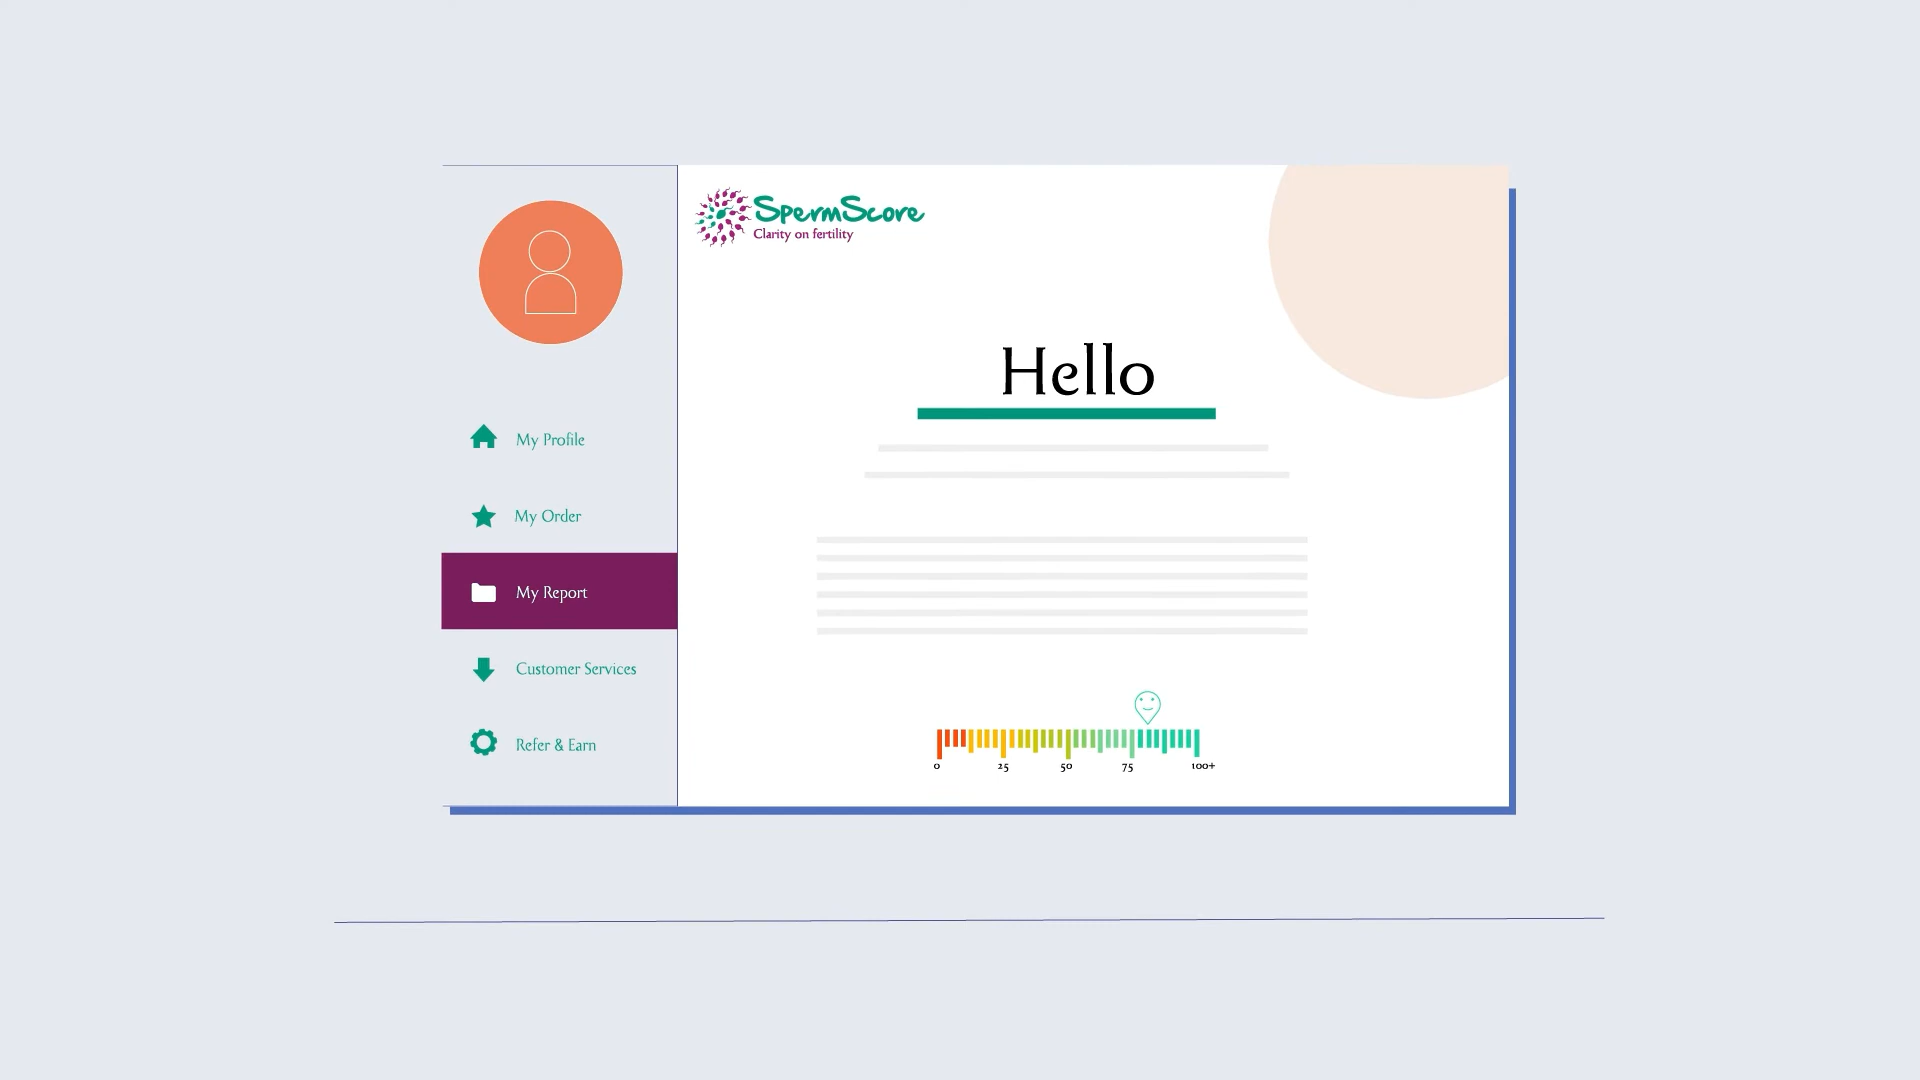 SpermScore
Clarity on fertility
Hello
My Profile
My Order
My Report
Customer Services
Refer & Earn
0 25 50 75 100+